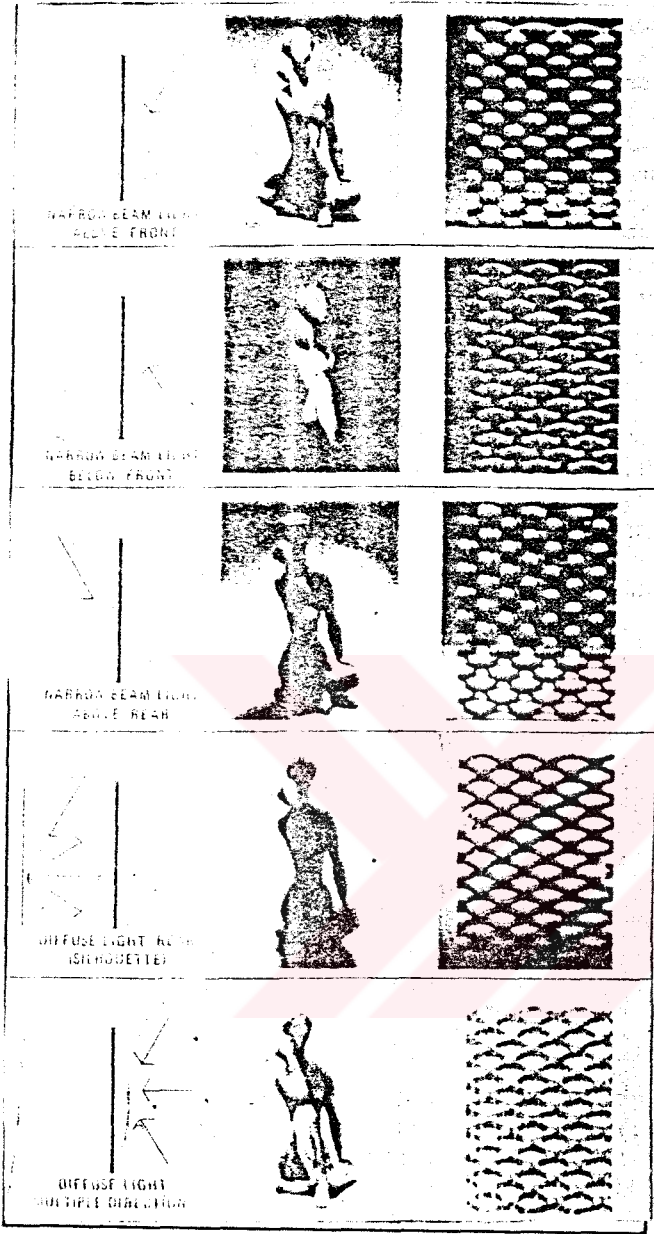 NARROW BEAM LIGHT
ABOVE FRONT
NARROW BEAM LIGHT
BELOW FRONT
NARROW BEAM LIGHT
ABOVE REAR
DIFFUSE LIGHT REAR
(SILHOUETTE)
DIFFUSE LIGHT
MULTIPLE DIRECTION